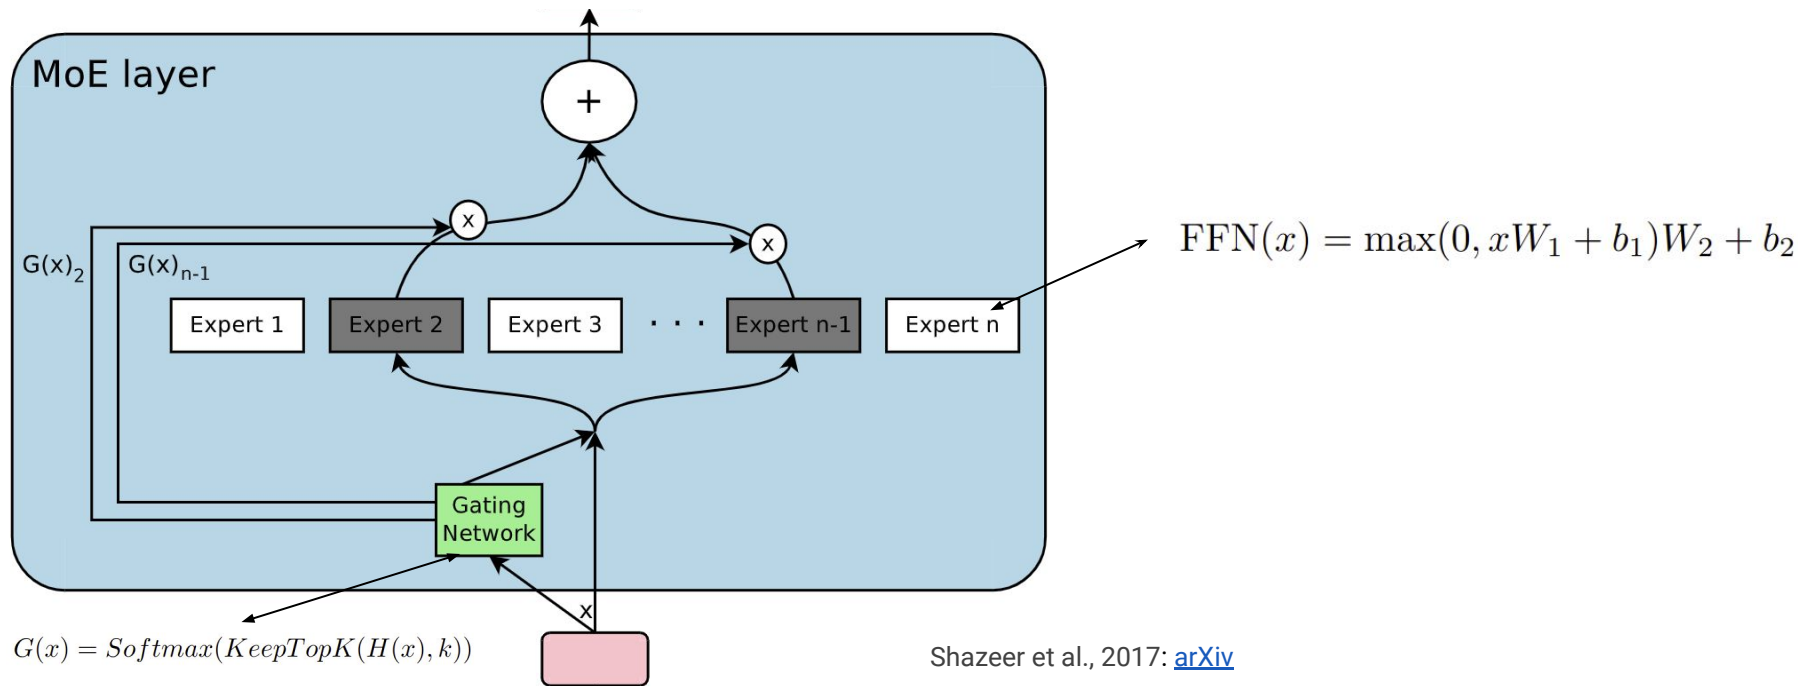 MoE layer
+
x
x
G(x)₂
G(x)ₙ₋₁
FFN(x) = max(0, xW₁ + b₁)W₂ + b₂
Expert 1
Expert 2
Expert 3
· · ·
Expert n-1
Expert n
Gating
Network
x
G(x) = Softmax(KeepTopK(H(x), k))
Shazeer et al., 2017: arXiv